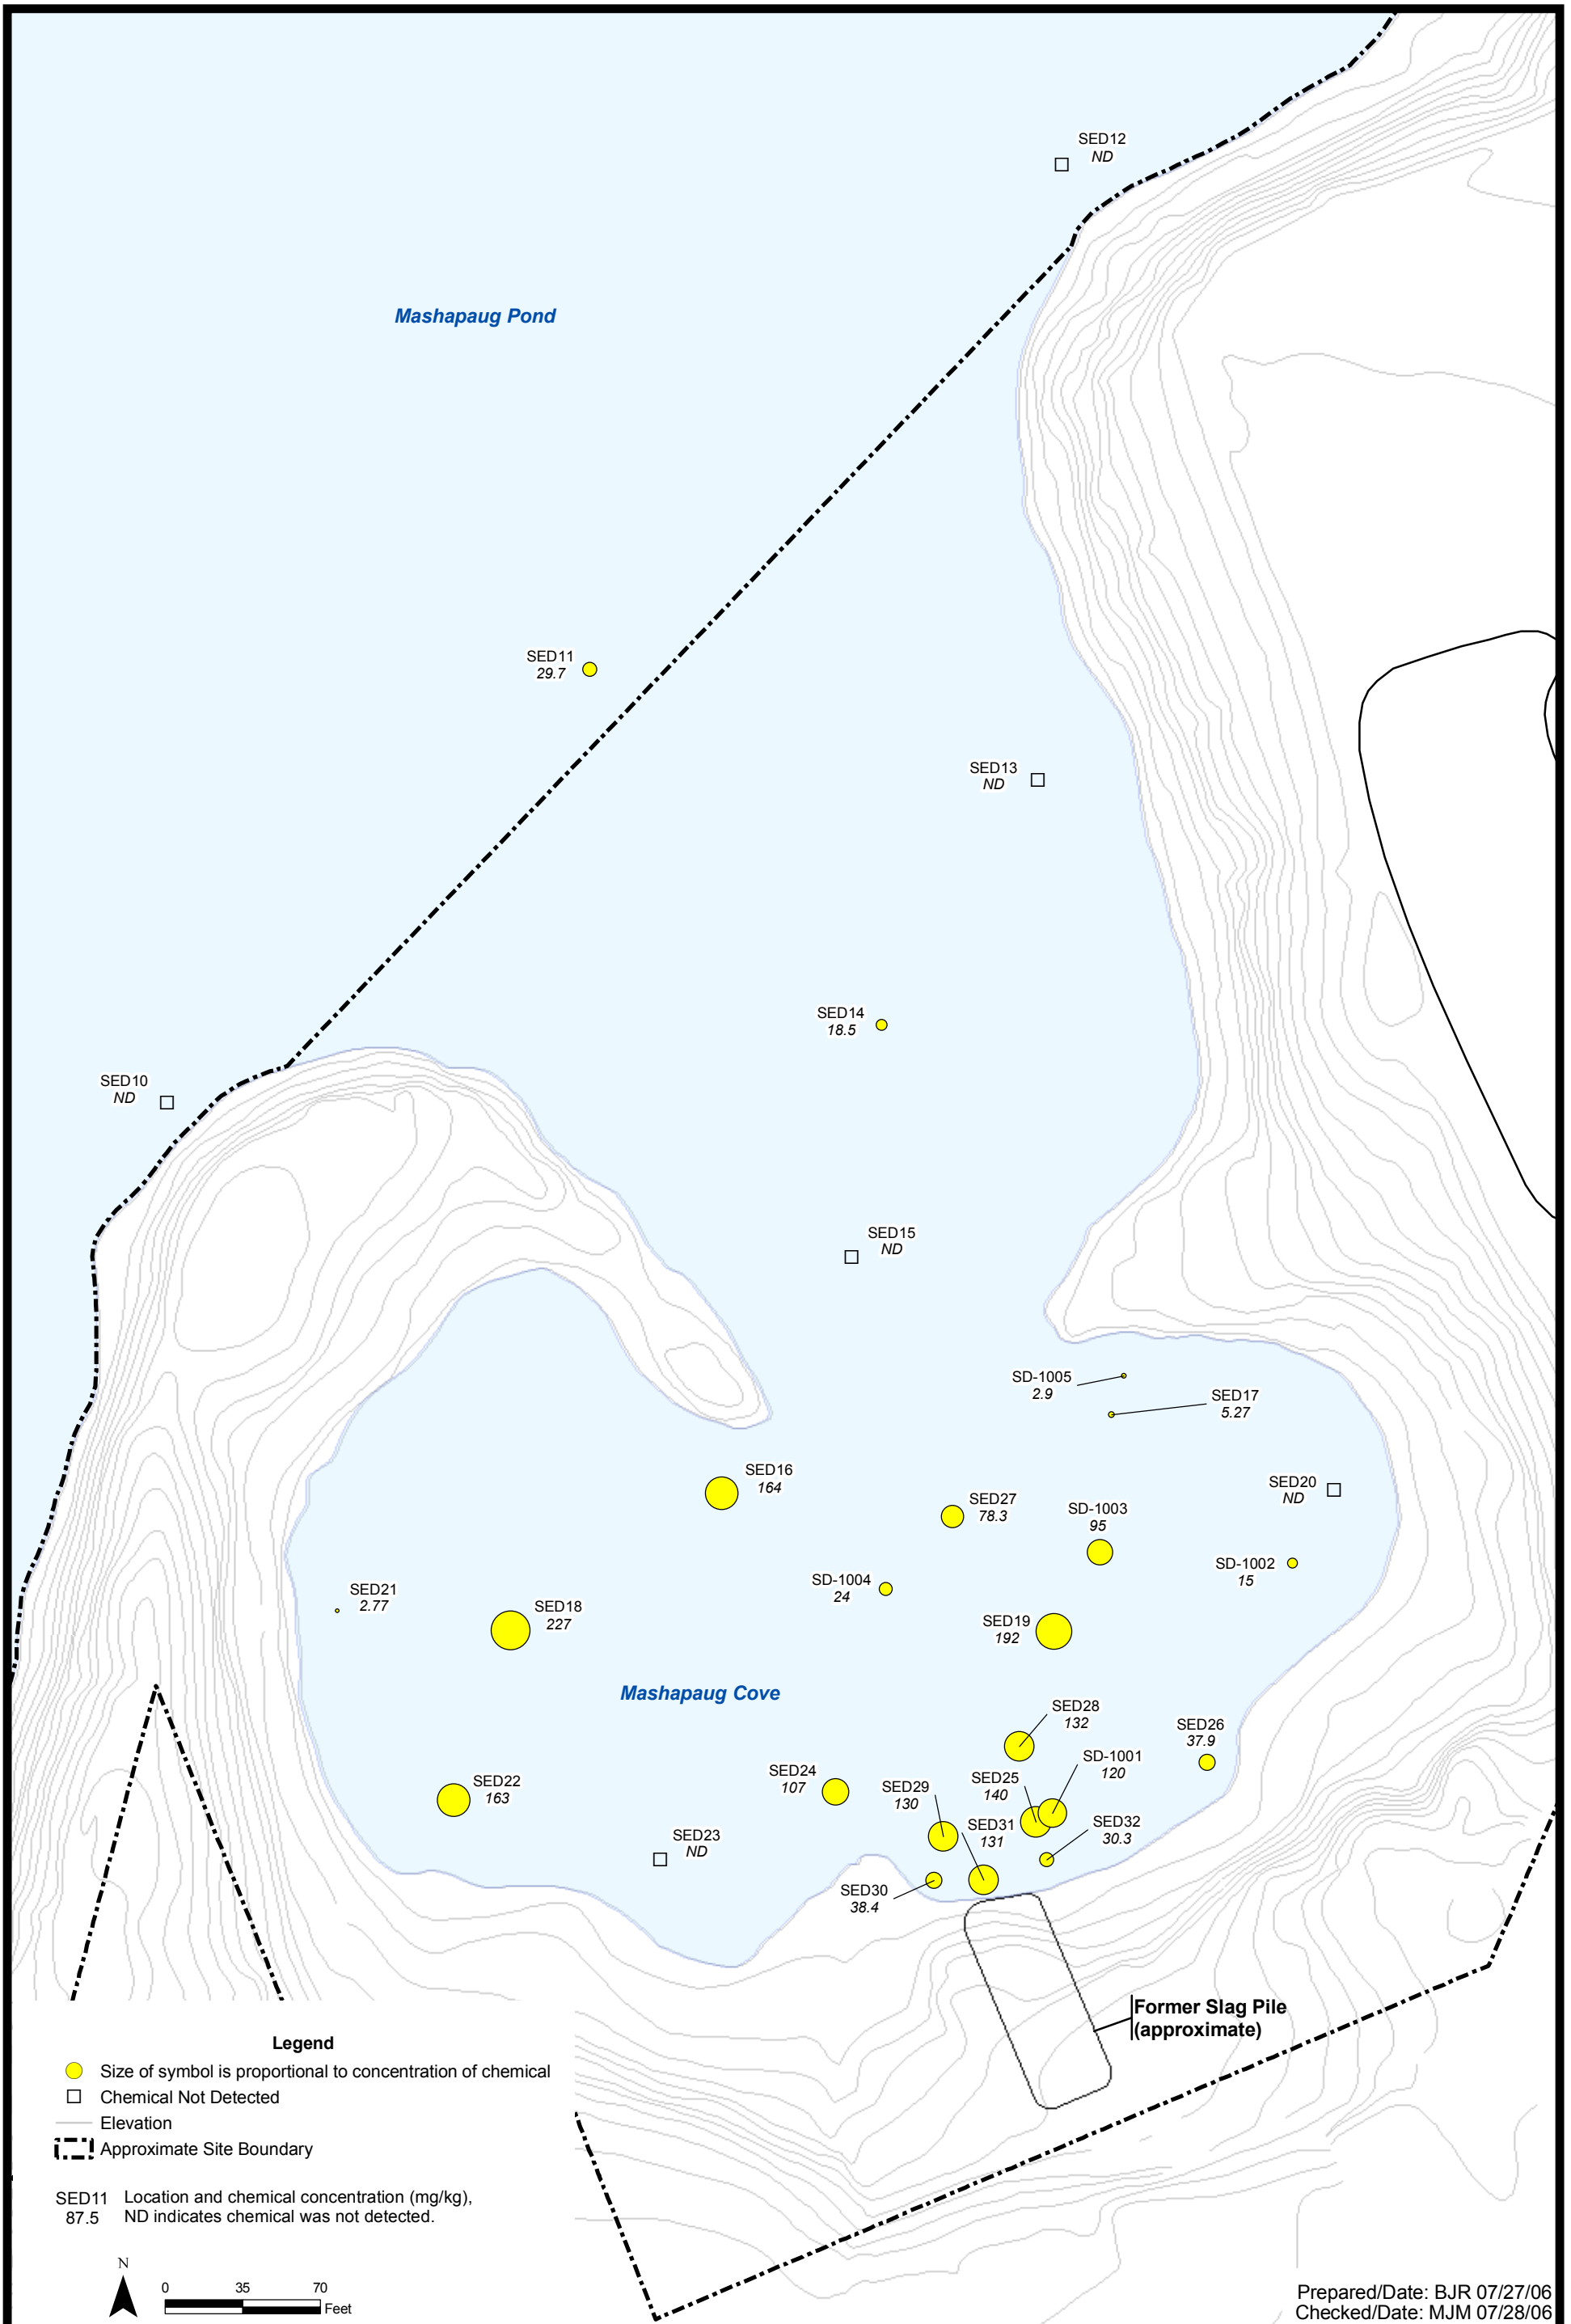 SED12
ND
Mashapaug Pond
SED11
29.7
SED13
ND
SED14
18.5
SED10
ND
SED15
ND
SD-1005
2.9
SED17
5.27
SED16
164
SED20
ND
SED27
78.3
SD-1003
95
SD-1002
15
SD-1004
24
SED21
2.77
SED18
227
SED19
192
Mashapaug Cove
SED28
132
SED26
37.9
SD-1001
120
SED25
140
SED24
107
SED22
163
SED29
130
SED31
131
SED32
30.3
SED23
ND
SED30
38.4
Former Slag Pile
(approximate)
Legend
Size of symbol is proportional to concentration of chemical
Chemical Not Detected
Elevation
Approximate Site Boundary
SED11 Location and chemical concentration (mg/kg),
87.5 ND indicates chemical was not detected.
N
0 35 70
Feet
Prepared/Date: BJR 07/27/06
Checked/Date: MJM 07/28/06